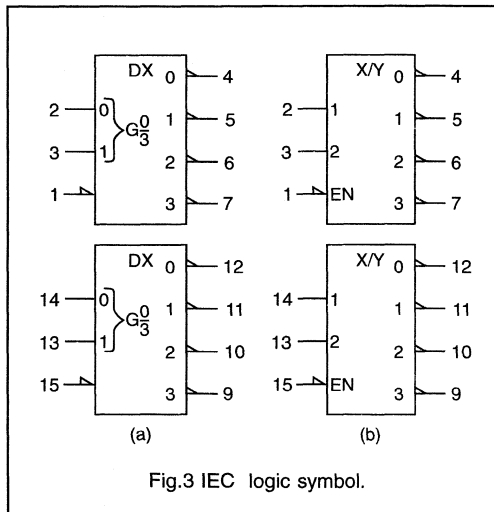 DX 0 4
2 0 1 5
G 0/3
3 1 2 6
1 3 7
X/Y 0 4
2 1 1 5
3 2 2 6
1 EN 3 7
DX 0 12
14 0 1 11
G 0/3
13 1 2 10
15 3 9
(a)
X/Y 0 12
14 1 1 11
13 2 2 10
15 EN 3 9
(b)
Fig.3 IEC logic symbol.